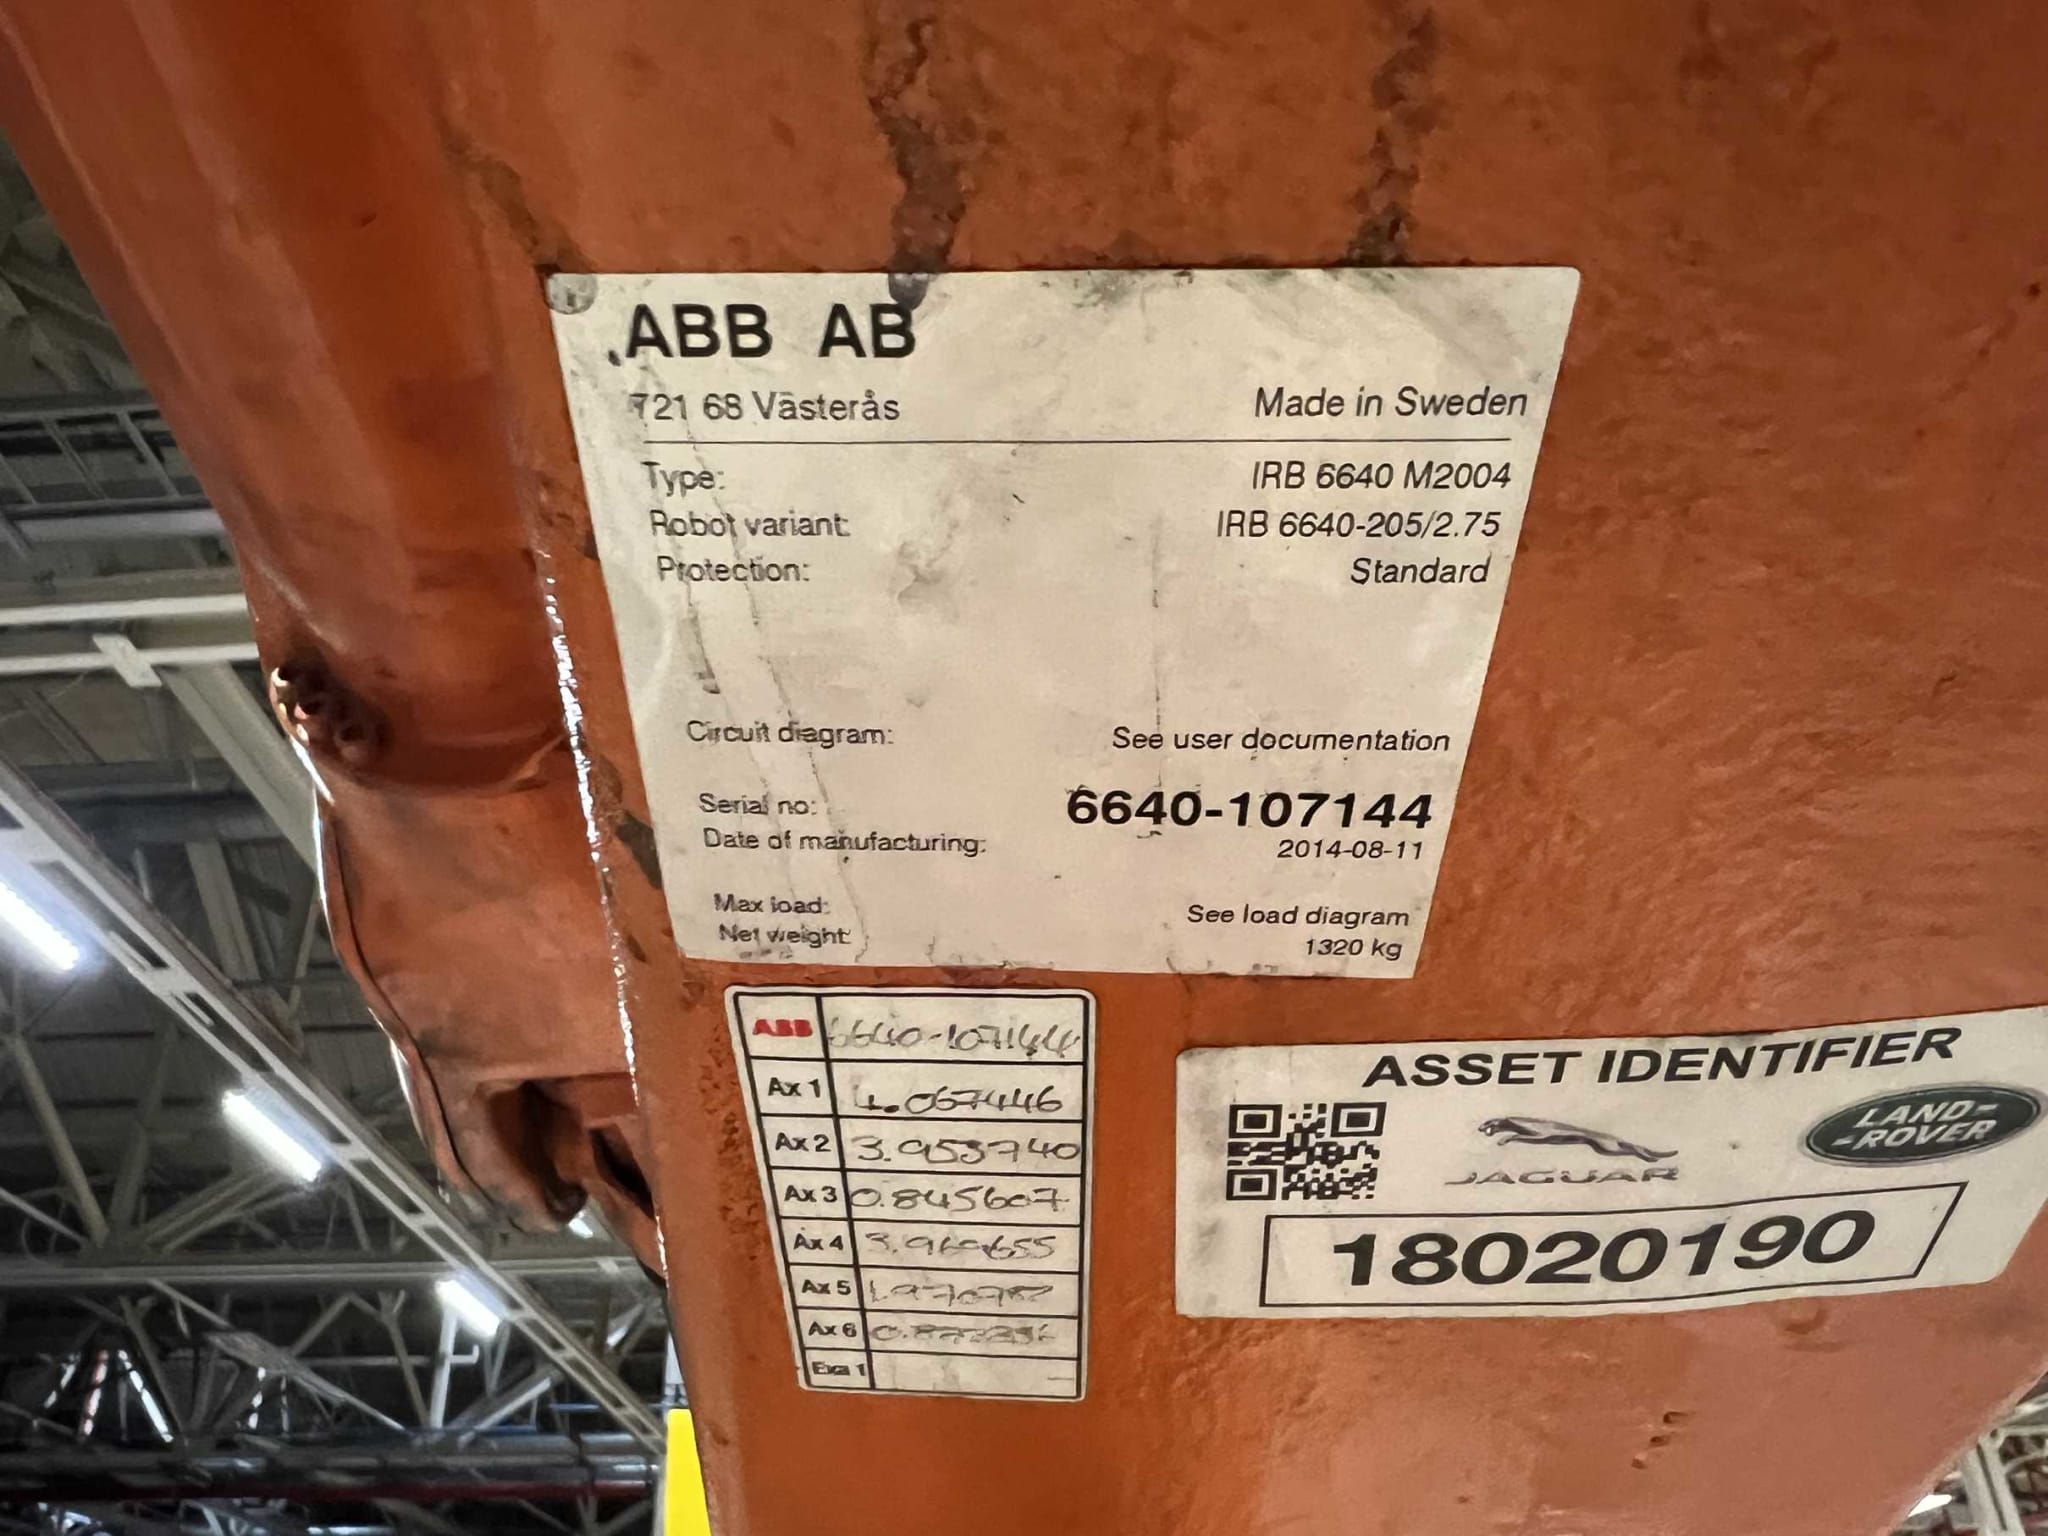 ABB AB
721 68 Västerås Made in Sweden
Type: IRB 6640 M2004
Robot variant: IRB 6640-205/2.75
Protection: Standard
Circuit diagram: See user documentation
Serial no: 6640-107144
Date of manufacturing: 2014-08-11
Max load: See load diagram
Net weight: 1320 kg
ABB 6640-107144
Ax 1 4.067446
Ax 2 3.953740
Ax 3 0.845607
Ax 4
Ax 5
Ax 6
Exa 1
ASSET IDENTIFIER
JAGUAR
LAND-
-ROVER
18020190